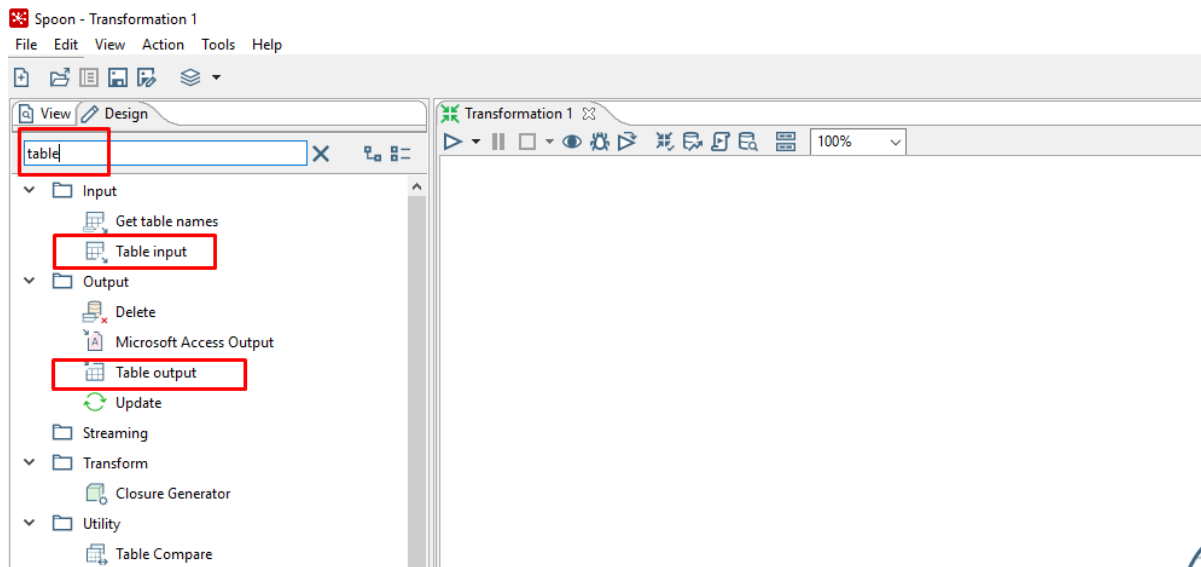 Spoon - Transformation 1
File Edit View Action Tools Help
View Design
Transformation 1
table
100%
Input
Get table names
Table input
Output
Delete
Microsoft Access Output
Table output
Update
Streaming
Transform
Closure Generator
Utility
Table Compare